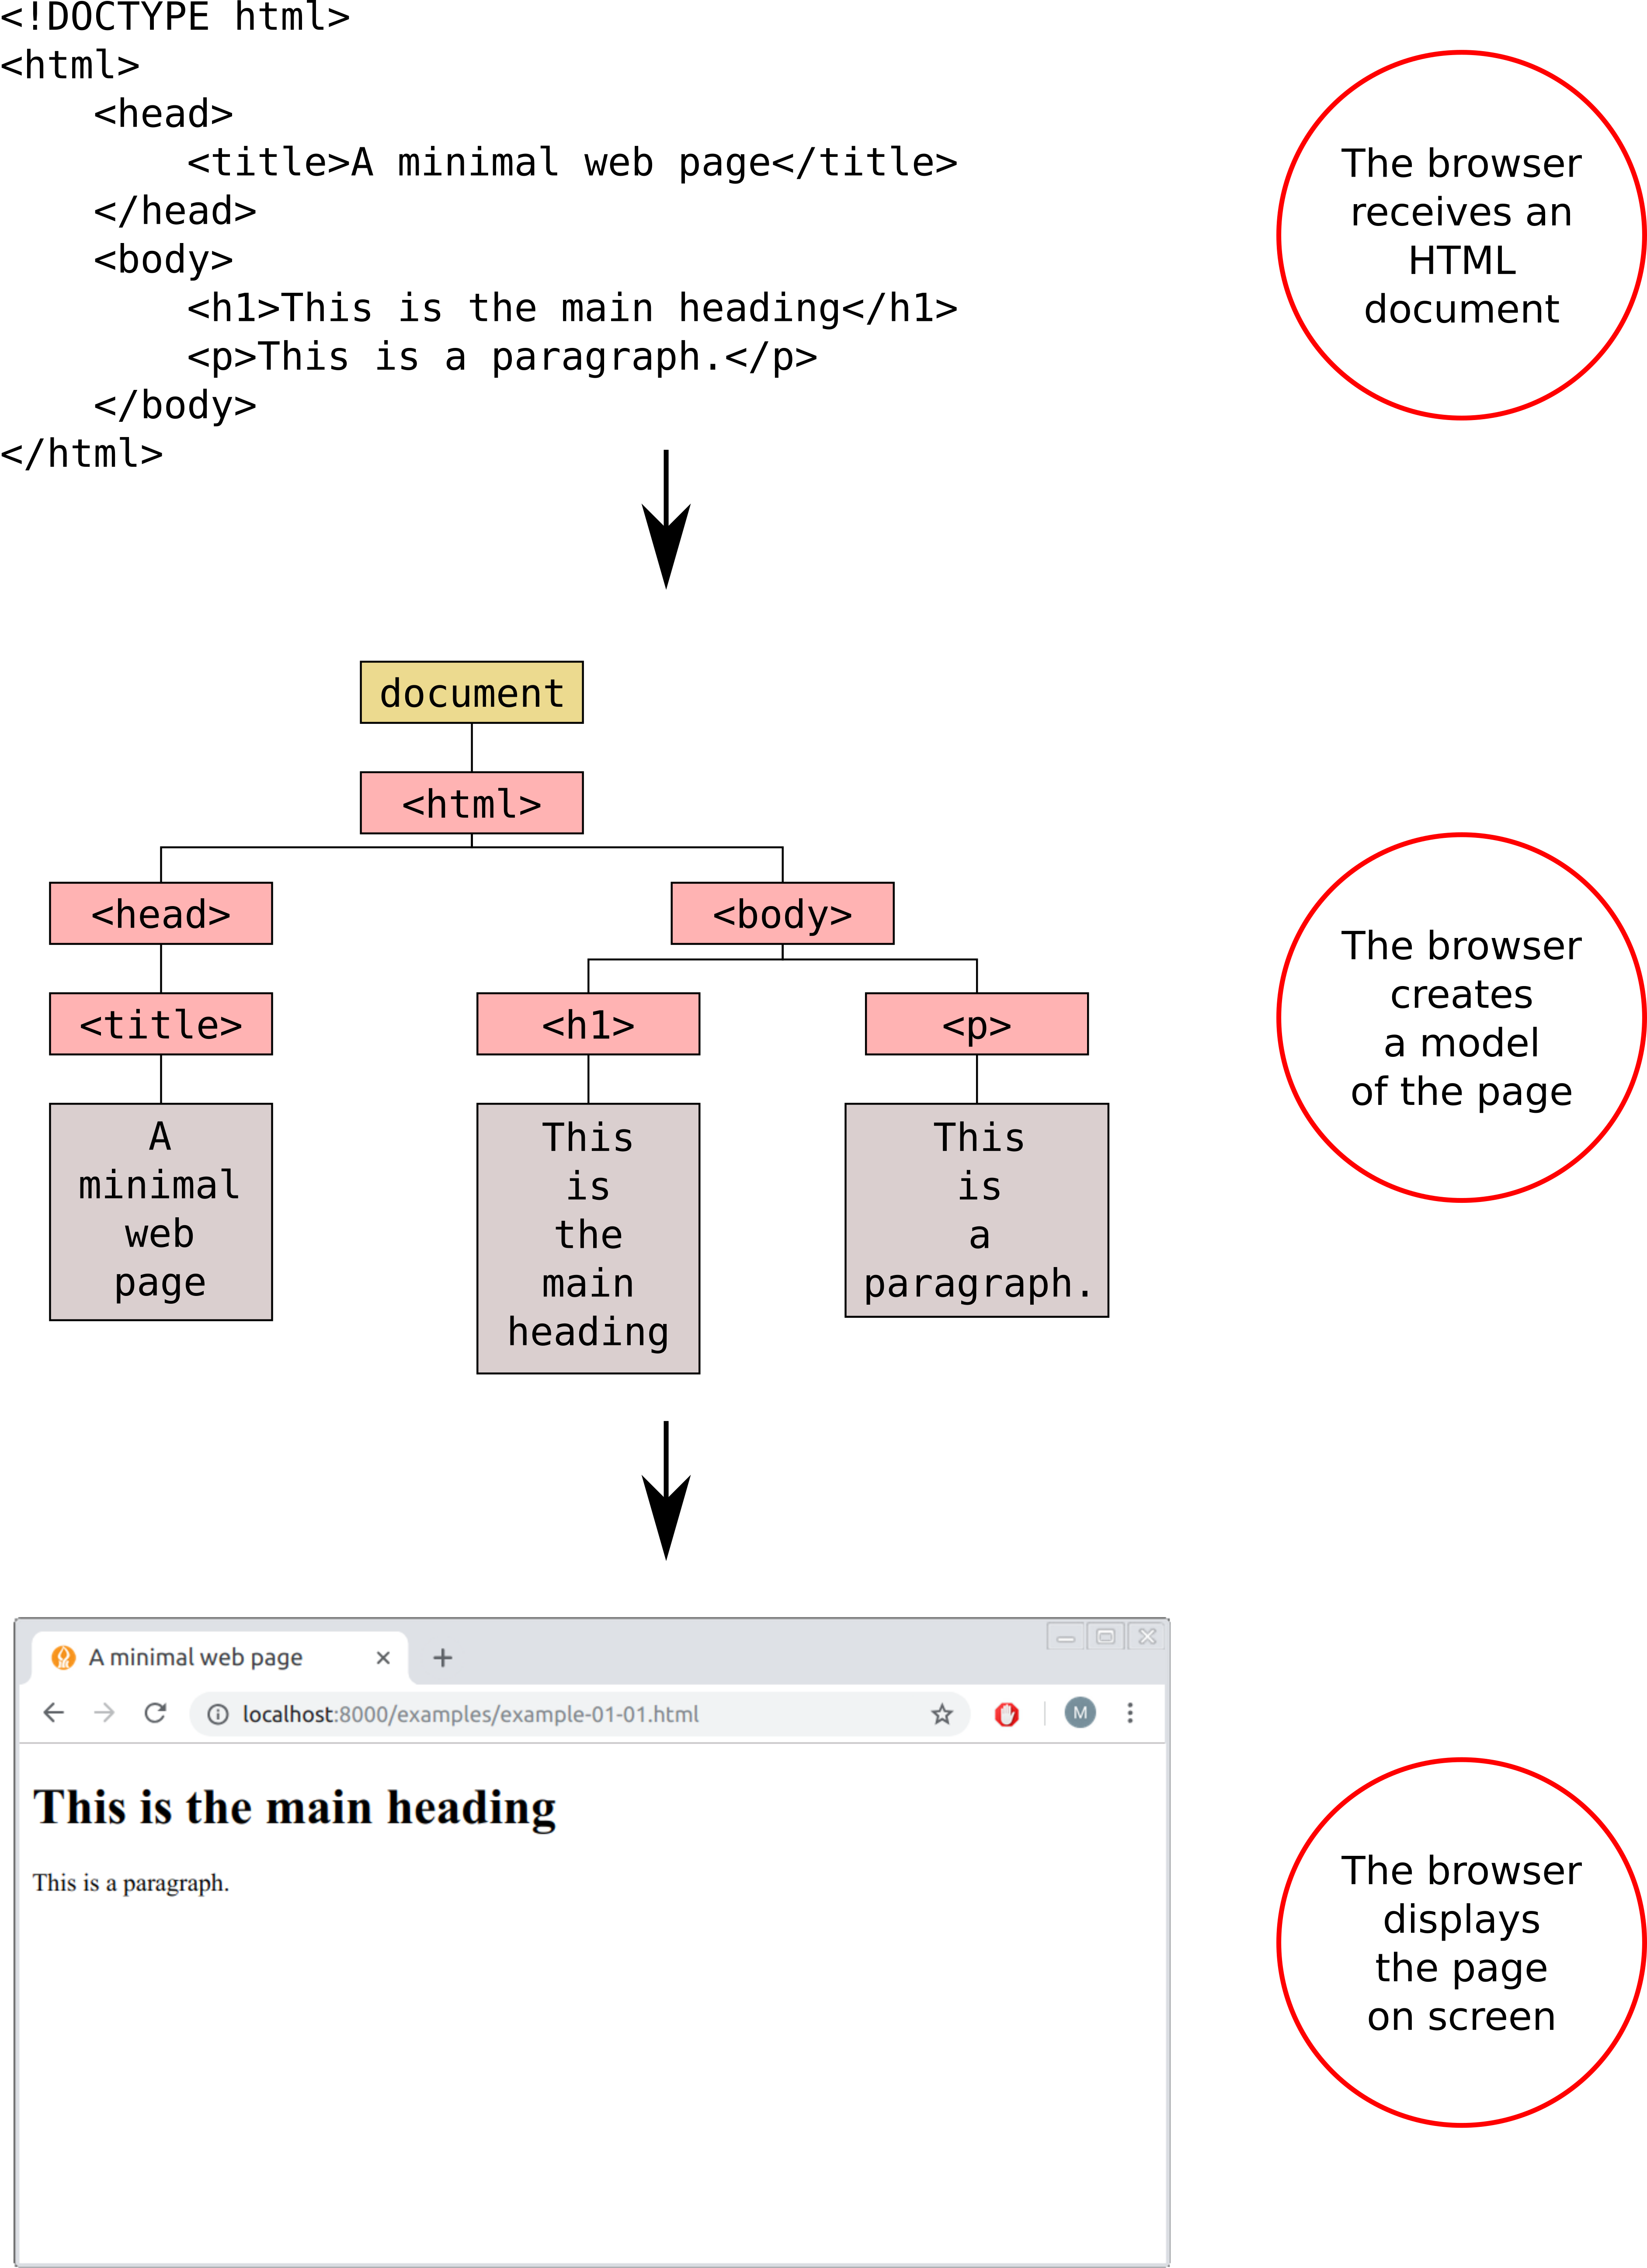 <!DOCTYPE html>
<html>
    <head>
        <title>A minimal web page</title>
    </head>
    <body>
        <h1>This is the main heading</h1>
        <p>This is a paragraph.</p>
    </body>
</html>
The browser
receives an
HTML
document
document
<html>
<head>
<body>
<title>
<h1>
<p>
A
minimal
web
page
This
is
the
main
heading
This
is
a
paragraph.
The browser
creates
a model
of the page
A minimal web page
localhost:8000/examples/example-01-01.html
M
This is the main heading
This is a paragraph.
The browser
displays
the page
on screen